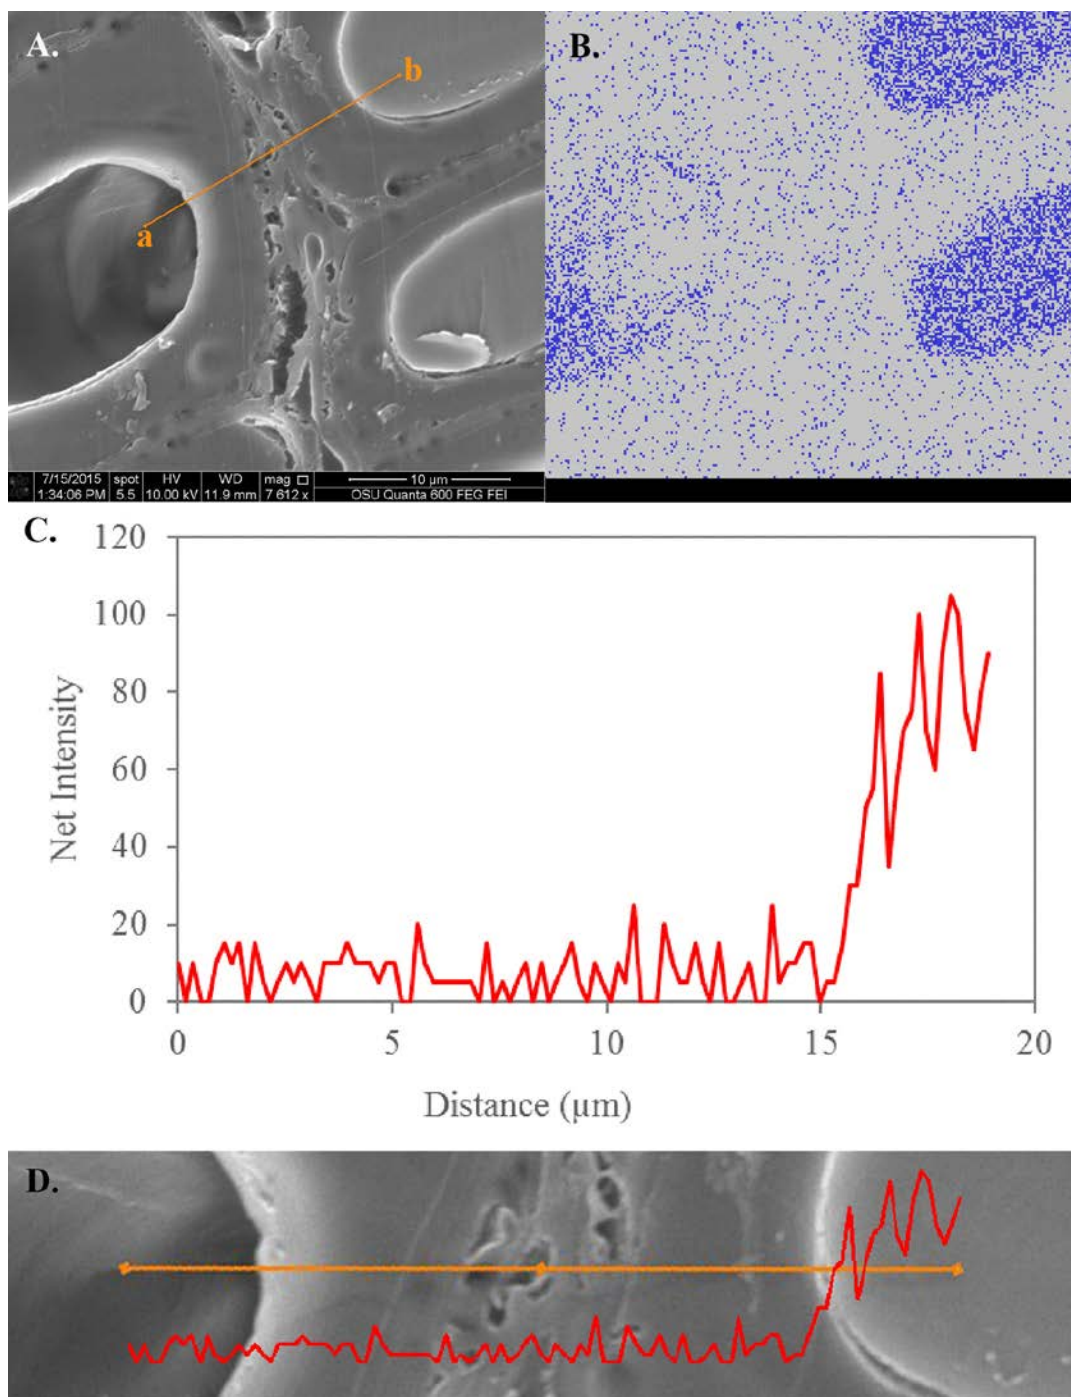 A.
b
a
7/15/2015 spot HV WD mag □ 10 µm
1:34:06 PM 5.5 10.00 kV 11.9 mm 7 612 x OSU Quanta 600 FEG FEI
B.
C.
120
100
80
60
40
20
0
Net Intensity
0 5 10 15 20
Distance (µm)
D.